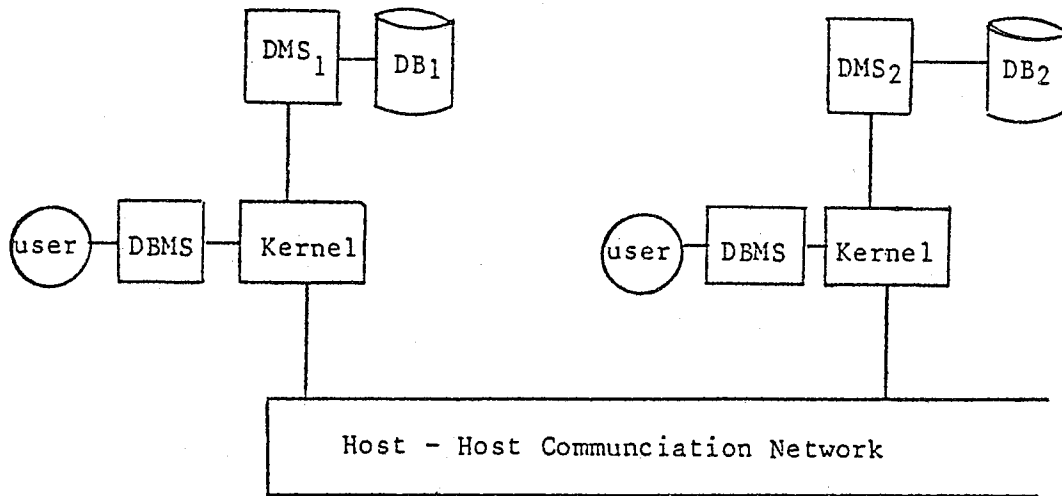 DMS1 DB1 DMS2 DB2
user DBMS Kernel user DBMS Kernel
Host - Host Communciation Network